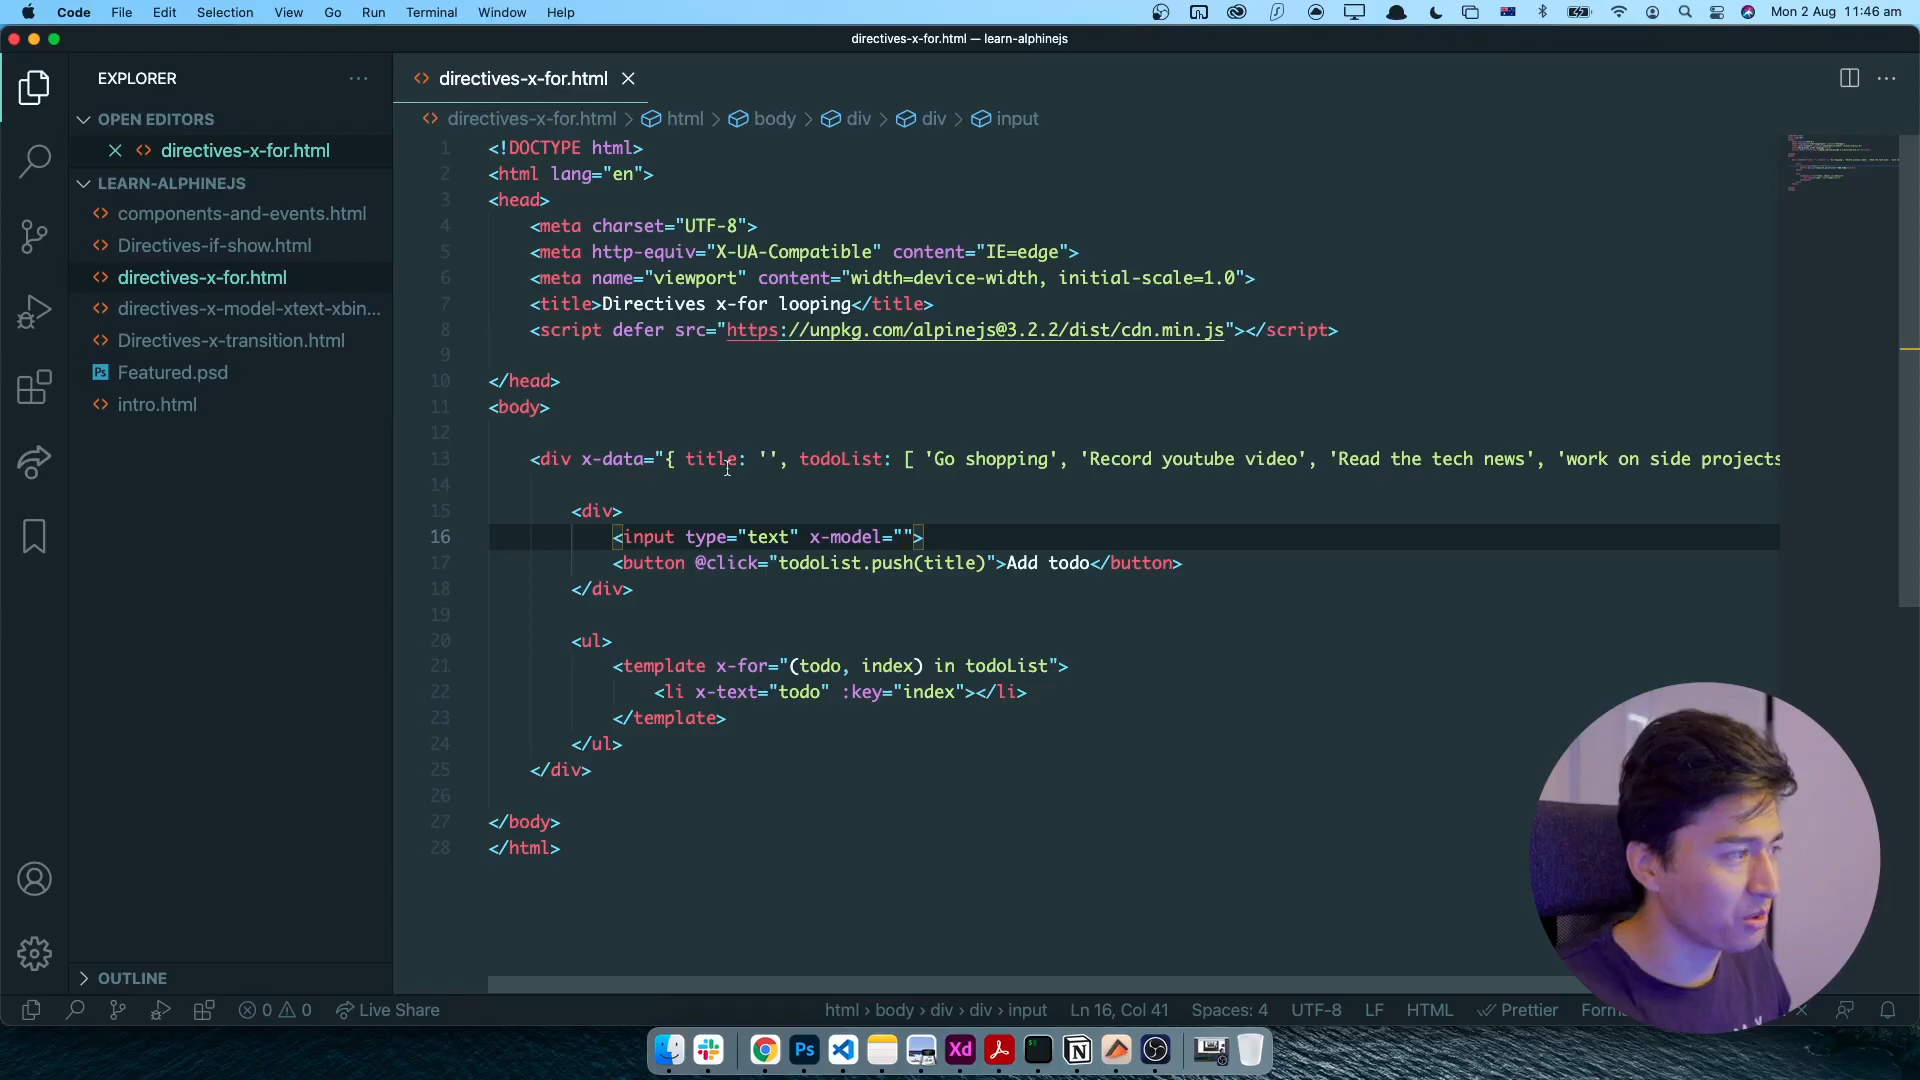 Code File Edit Selection View Go Run Terminal Window Help Mon 2 Aug 11:46 am
directives-x-for.html — learn-alphinejs
EXPLORER
OPEN EDITORS
directives-x-for.html
LEARN-ALPHINEJS
components-and-events.html
Directives-if-show.html
directives-x-for.html
directives-x-model-xtext-xbin...
Directives-x-transition.html
Ps Featured.psd
intro.html
OUTLINE
directives-x-for.html
directives-x-for.html > html > body > div > div > input
1 <!DOCTYPE html>
2 <html lang="en">
3 <head>
4 <meta charset="UTF-8">
5 <meta http-equiv="X-UA-Compatible" content="IE=edge">
6 <meta name="viewport" content="width=device-width, initial-scale=1.0">
7 <title>Directives x-for looping</title>
8 <script defer src="https://unpkg.com/alpinejs@3.2.2/dist/cdn.min.js"></script>
9
10 </head>
11 <body>
12
13 <div x-data="{ title: '', todoList: [ 'Go shopping', 'Record youtube video', 'Read the tech news', 'work on side projects
14
15 <div>
16 <input type="text" x-model="">
17 <button @click="todoList.push(title)">Add todo</button>
18 </div>
19
20 <ul>
21 <template x-for="(todo, index) in todoList">
22 <li x-text="todo" :key="index"></li>
23 </template>
24 </ul>
25 </div>
26
27 </body>
28 </html>
0 0 Live Share html > body > div > div > input Ln 16, Col 41 Spaces: 4 UTF-8 LF HTML Prettier
Ps Xd